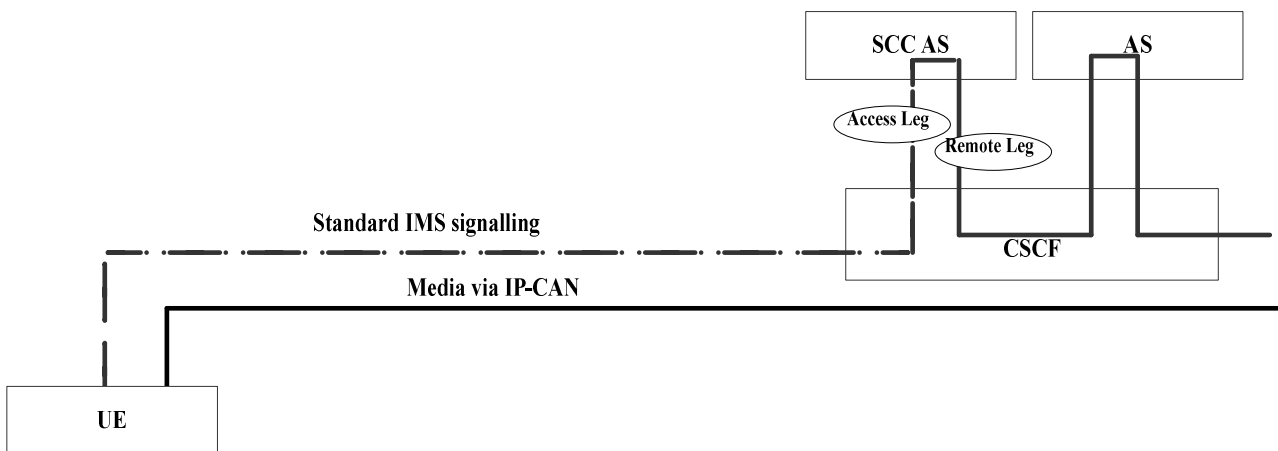 SCC AS
AS
Access Leg
Remote Leg
Standard IMS signalling
CSCF
Media via IP-CAN
UE